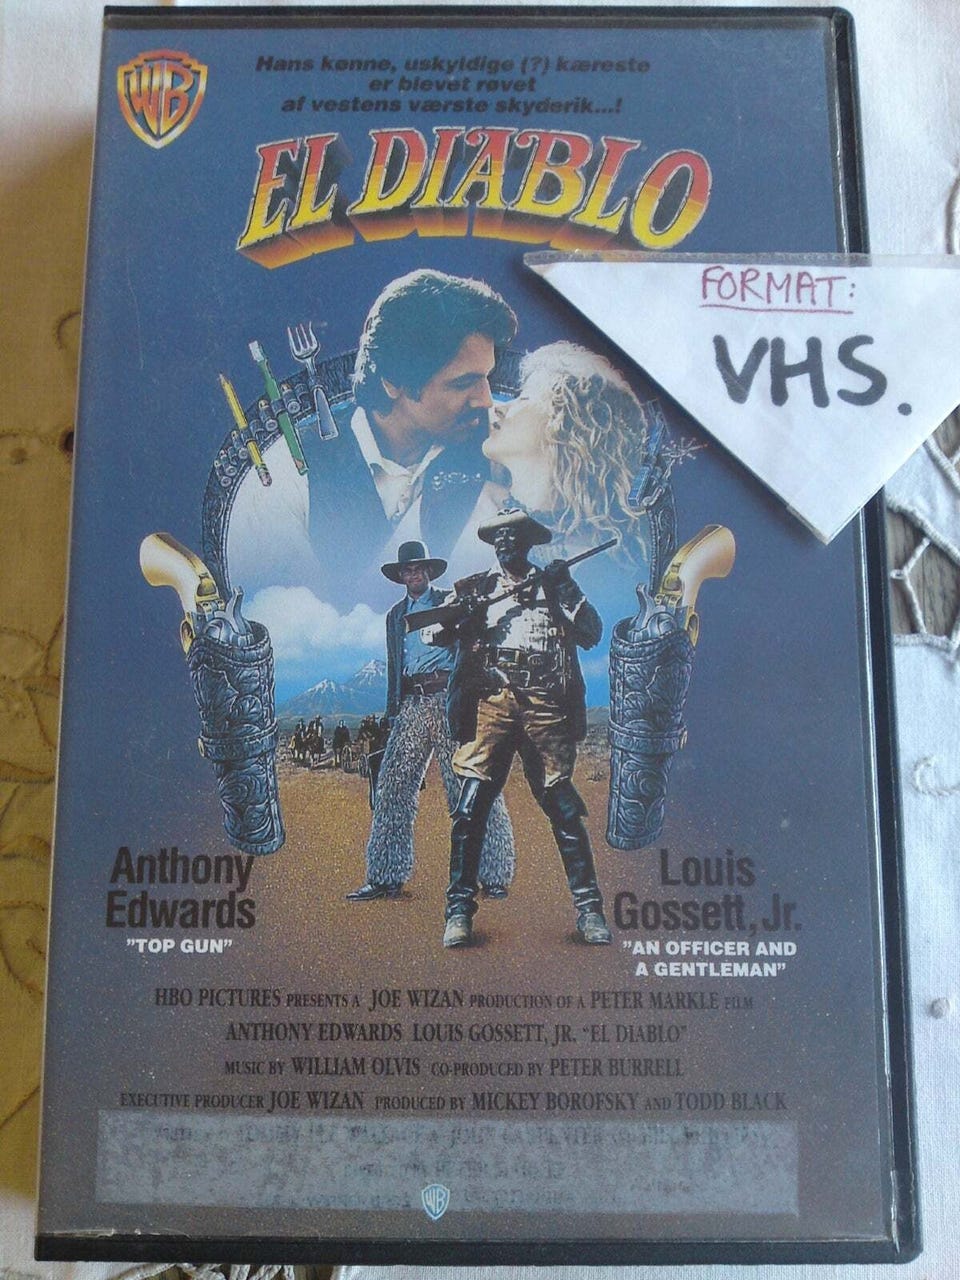 WB
Hans kønne, uskyldige (?) kæreste
er blevet røvet
af vestens værste skyderik...!
EL DIABLO
FORMAT:
VHS.
Anthony
Edwards
"TOP GUN"
Louis
Gossett, Jr.
"AN OFFICER AND
A GENTLEMAN"
HBO PICTURES PRESENTS A JOE WIZAN PRODUCTION OF A PETER MARKLE FILM
ANTHONY EDWARDS LOUIS GOSSETT, JR. "EL DIABLO"
MUSIC BY WILLIAM OLVIS CO-PRODUCED BY PETER BURRELL
EXECUTIVE PRODUCER JOE WIZAN PRODUCED BY MICKEY BOROFSKY AND TODD BLACK
WB